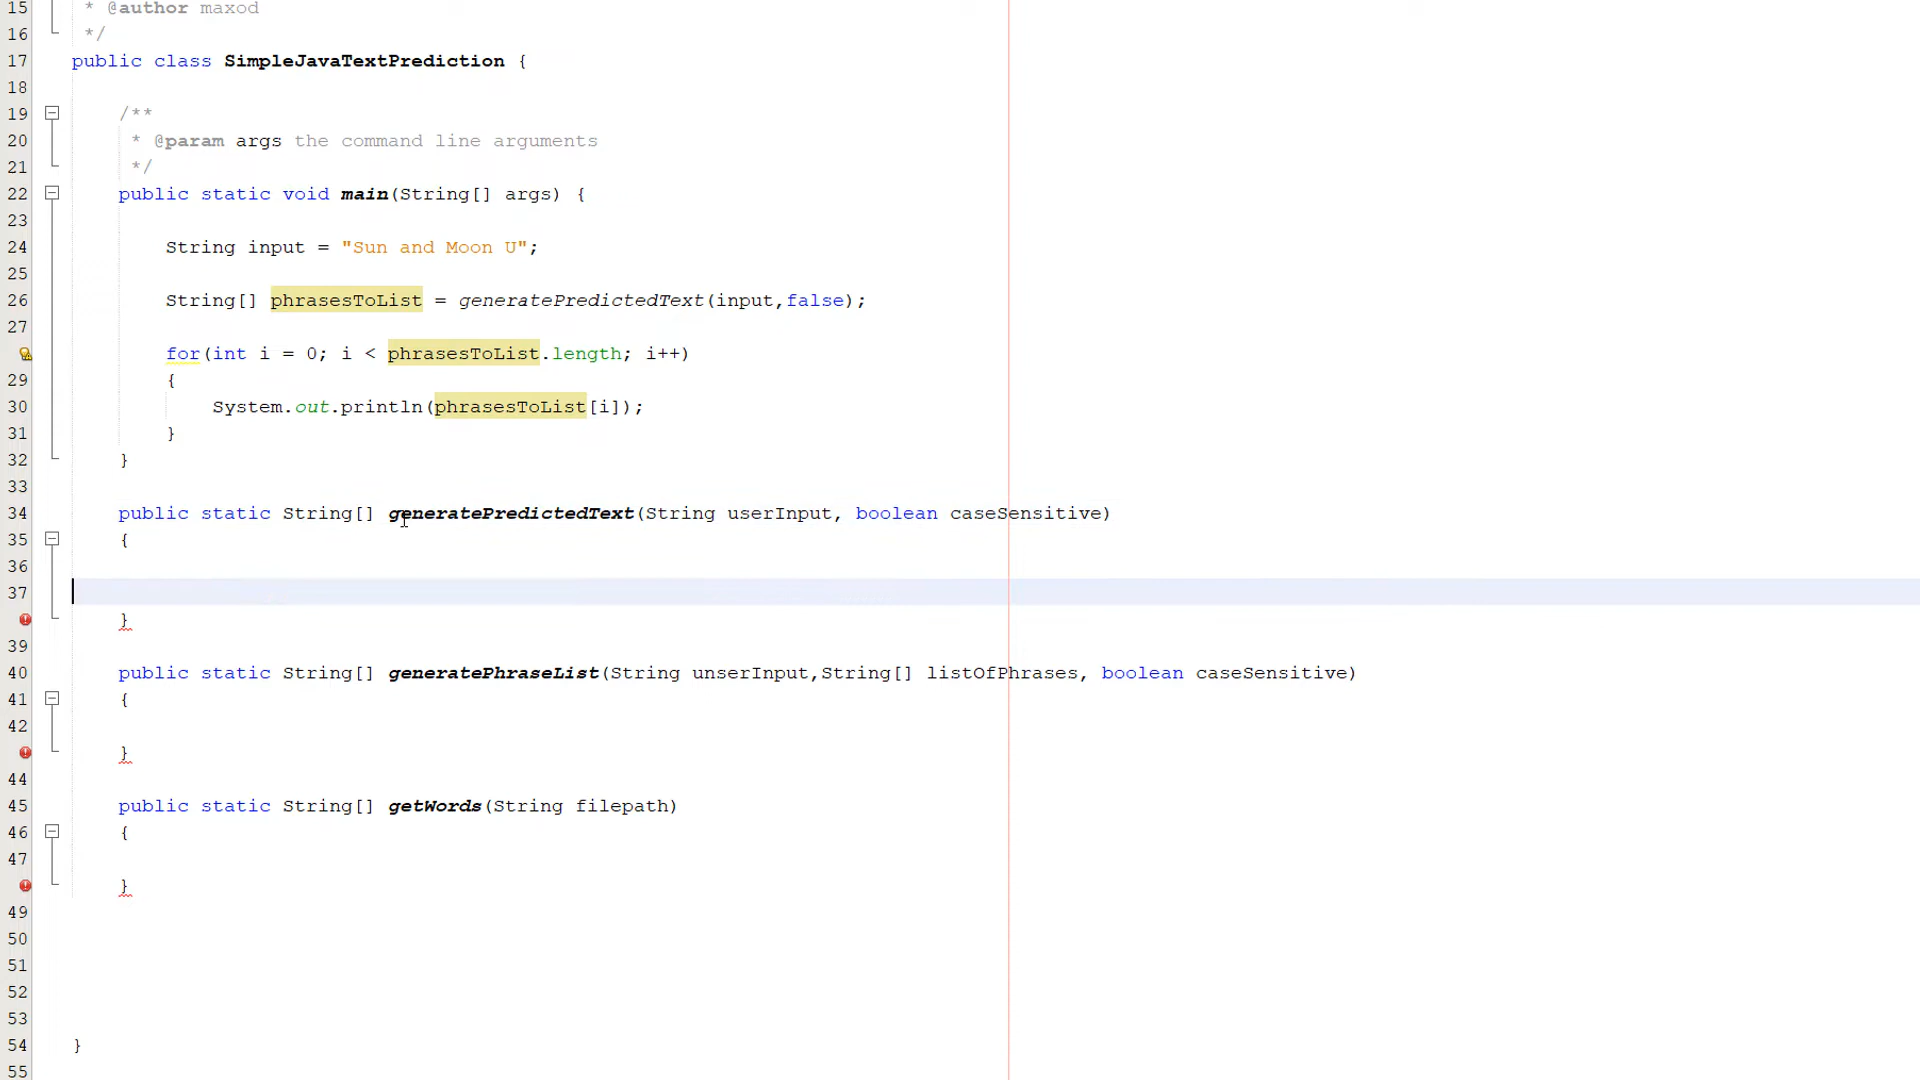 15 * @author maxod
16 */
17 public class SimpleJavaTextPrediction {
18
19 /**
20 * @param args the command line arguments
21 */
22 public static void main(String[] args) {
23
24 String input = "Sun and Moon U";
25
26 String[] phrasesToList = generatePredictedText(input,false);
27
for(int i = 0; i < phrasesToList.length; i++)
29 {
30 System.out.println(phrasesToList[i]);
31 }
32 }
33
34 public static String[] generatePredictedText(String userInput, boolean caseSensitive)
35 {
36
37
}
39
40 public static String[] generatePhraseList(String unserInput,String[] listOfPhrases, boolean caseSensitive)
41 {
42
}
44
45 public static String[] getWords(String filepath)
46 {
47
}
49
50
51
52
53
54 }
55